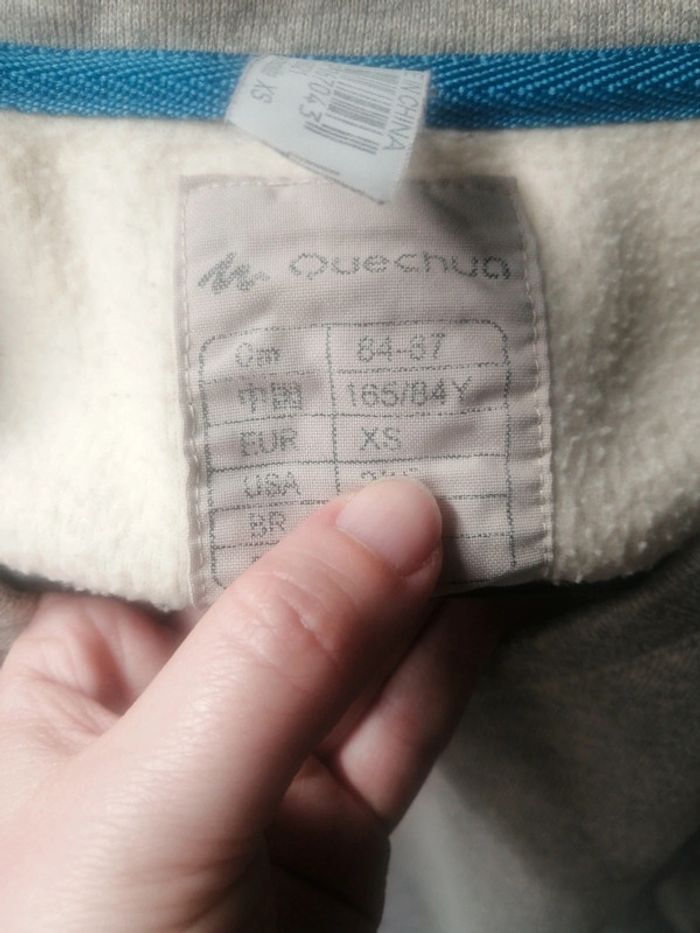 XS
IN CHINA
Quechua
Cm 84-87
中国 165/84Y
EUR XS
USA
BR